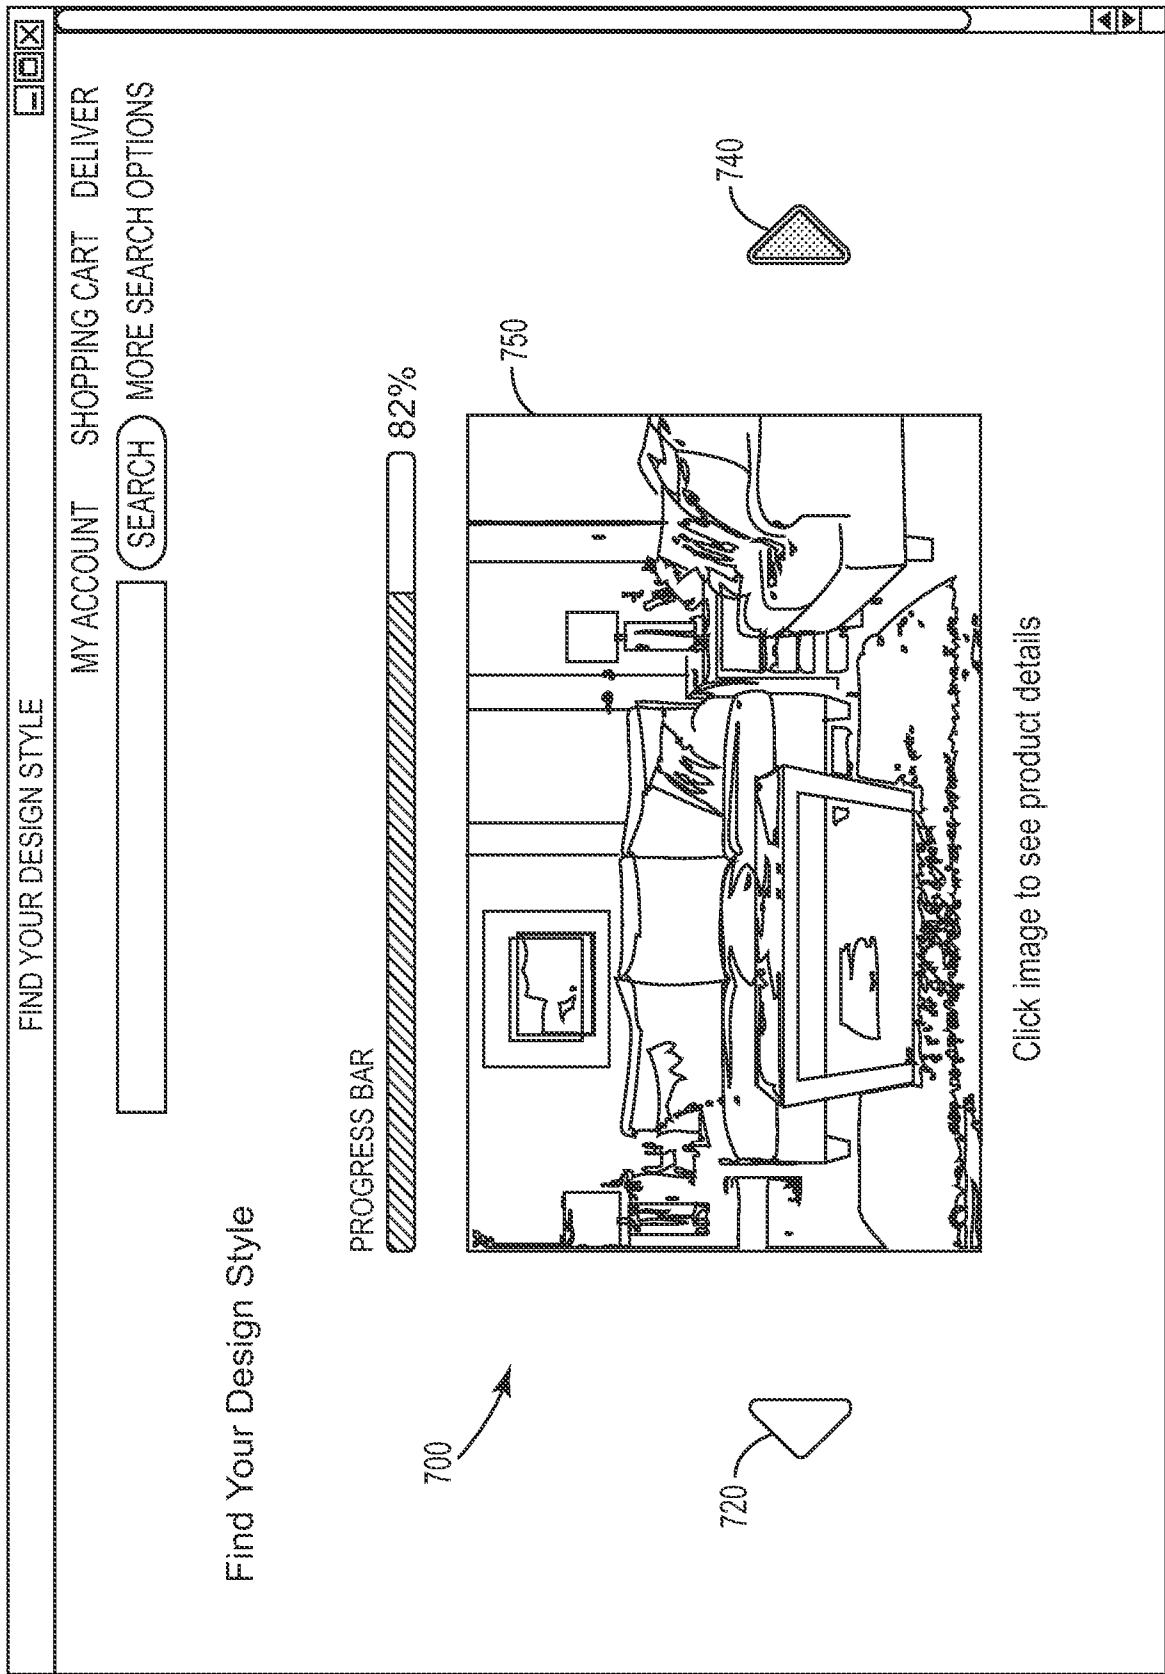 FIND YOUR DESIGN STYLE
MY ACCOUNT SHOPPING CART DELIVER
SEARCH MORE SEARCH OPTIONS
Find Your Design Style
PROGRESS BAR
82%
700
750
720
740
Click image to see product details